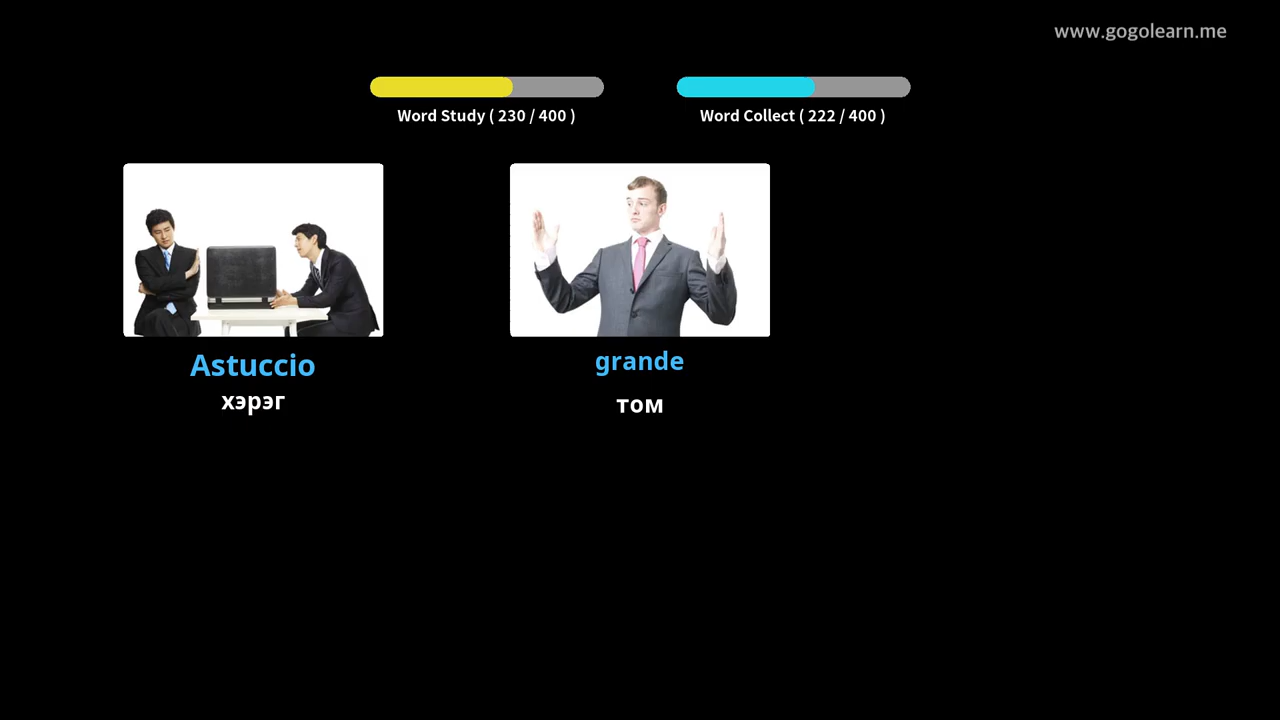 www.gogolearn.me
Word Study ( 230 / 400 )
Word Collect ( 222 / 400 )
Astuccio
хэрэг
grande
том